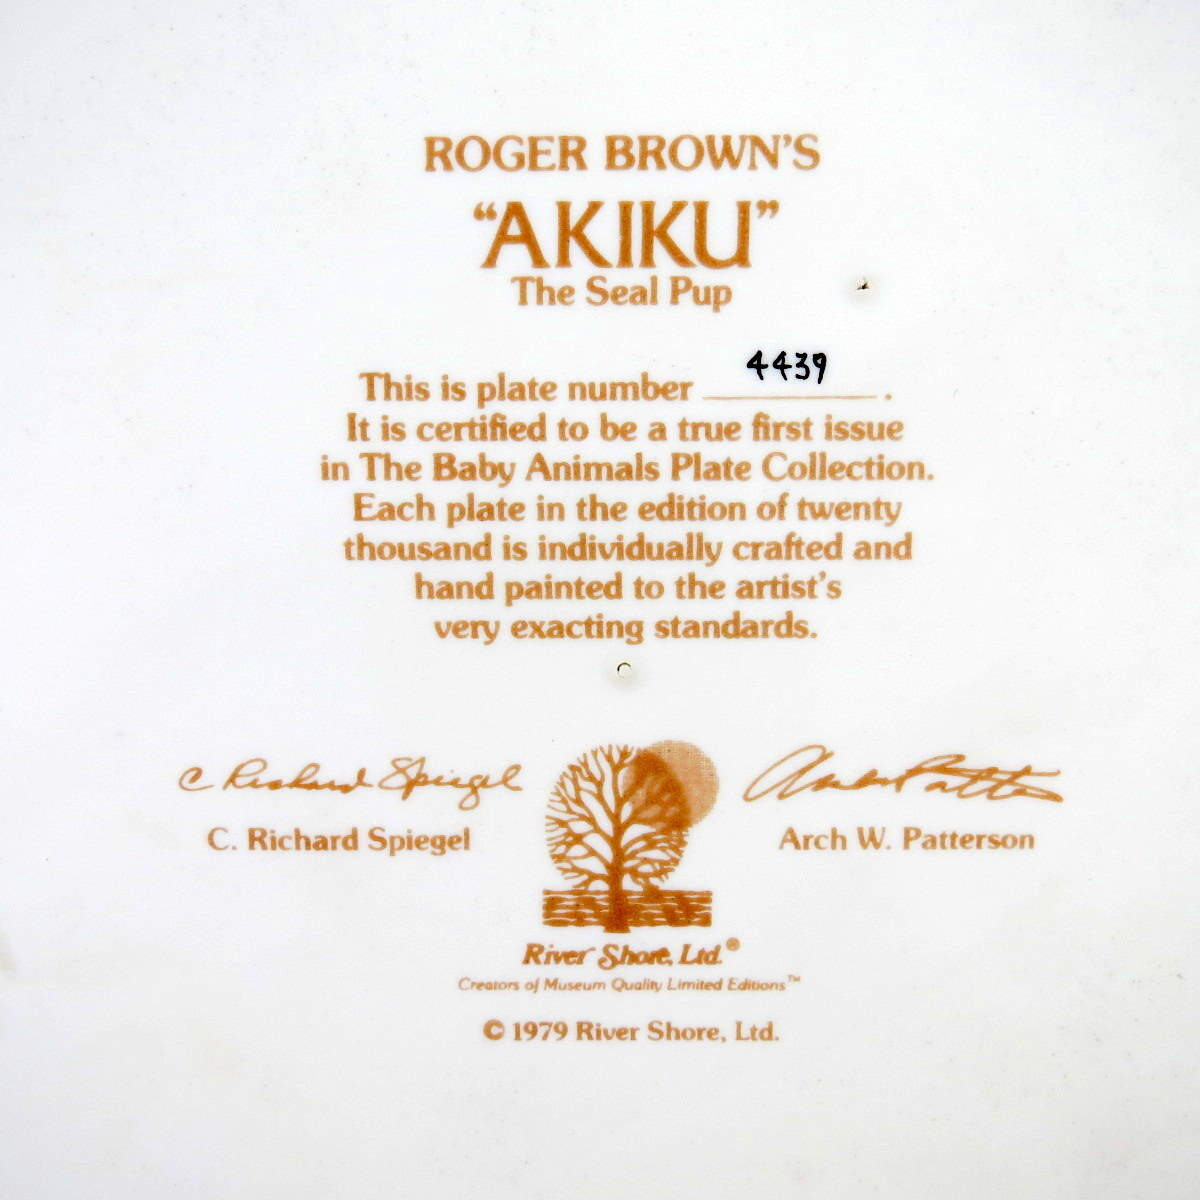 ROGER BROWN'S
“AKIKU”
The Seal Pup
This is plate number 4439.
It is certified to be a true first issue
in The Baby Animals Plate Collection.
Each plate in the edition of twenty
thousand is individually crafted and
hand painted to the artist's
very exacting standards.
C Richard Spiegel
C. Richard Spiegel
Arch W. Patterson
River Shore, Ltd.®
Creators of Museum Quality Limited Editions™
© 1979 River Shore, Ltd.